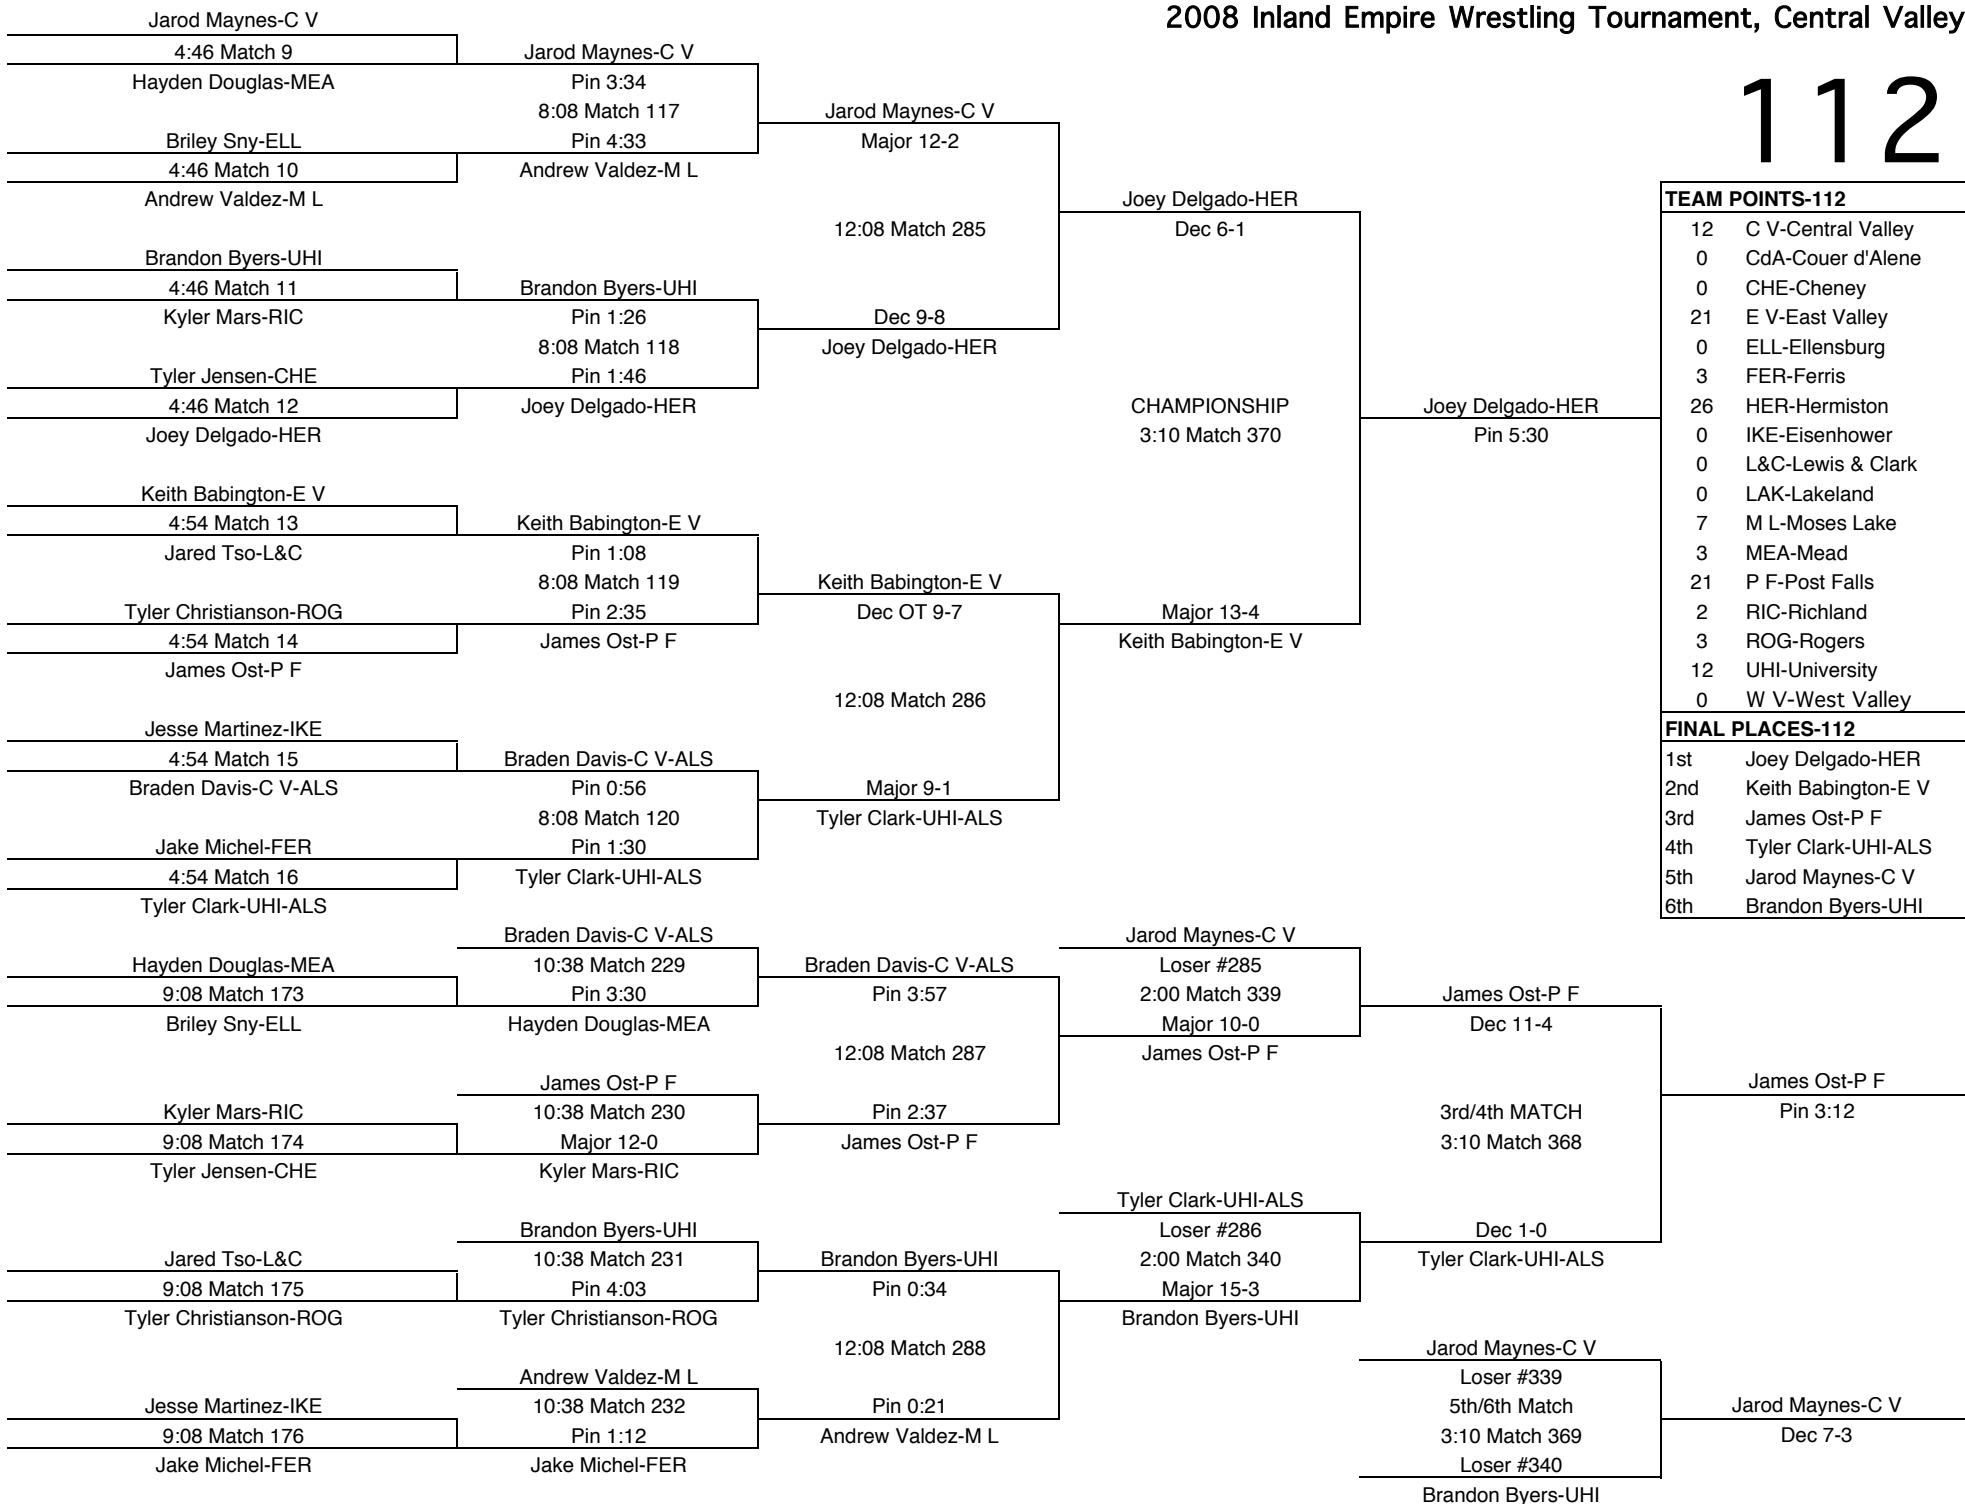 2008 Inland Empire Wrestling Tournament, Central Valley
112
Jarod Maynes-C V
4:46 Match 9
Hayden Douglas-MEA
Briley Sny-ELL
4:46 Match 10
Andrew Valdez-M L
Brandon Byers-UHI
4:46 Match 11
Kyler Mars-RIC
Tyler Jensen-CHE
4:46 Match 12
Joey Delgado-HER
Keith Babington-E V
4:54 Match 13
Jared Tso-L&C
Tyler Christianson-ROG
4:54 Match 14
James Ost-P F
Jesse Martinez-IKE
4:54 Match 15
Braden Davis-C V-ALS
Jake Michel-FER
4:54 Match 16
Tyler Clark-UHI-ALS
Jarod Maynes-C V
Pin 3:34
8:08 Match 117
Pin 4:33
Andrew Valdez-M L
Brandon Byers-UHI
Pin 1:26
8:08 Match 118
Pin 1:46
Joey Delgado-HER
Keith Babington-E V
Pin 1:08
8:08 Match 119
Pin 2:35
James Ost-P F
Braden Davis-C V-ALS
Pin 0:56
8:08 Match 120
Pin 1:30
Tyler Clark-UHI-ALS
Jarod Maynes-C V
Major 12-2
12:08 Match 285
Dec 9-8
Joey Delgado-HER
Keith Babington-E V
Dec OT 9-7
12:08 Match 286
Major 9-1
Tyler Clark-UHI-ALS
Joey Delgado-HER
Dec 6-1
CHAMPIONSHIP
3:10 Match 370
Major 13-4
Keith Babington-E V
Joey Delgado-HER
Pin 5:30
TEAM POINTS-112
12 C V-Central Valley
0 CdA-Couer d'Alene
0 CHE-Cheney
21 E V-East Valley
0 ELL-Ellensburg
3 FER-Ferris
26 HER-Hermiston
0 IKE-Eisenhower
0 L&C-Lewis & Clark
0 LAK-Lakeland
7 M L-Moses Lake
3 MEA-Mead
21 P F-Post Falls
2 RIC-Richland
3 ROG-Rogers
12 UHI-University
0 W V-West Valley
FINAL PLACES-112
1st Joey Delgado-HER
2nd Keith Babington-E V
3rd James Ost-P F
4th Tyler Clark-UHI-ALS
5th Jarod Maynes-C V
6th Brandon Byers-UHI
Hayden Douglas-MEA
9:08 Match 173
Briley Sny-ELL
Kyler Mars-RIC
9:08 Match 174
Tyler Jensen-CHE
Jared Tso-L&C
9:08 Match 175
Tyler Christianson-ROG
Jesse Martinez-IKE
9:08 Match 176
Jake Michel-FER
Braden Davis-C V-ALS
10:38 Match 229
Pin 3:30
Hayden Douglas-MEA
James Ost-P F
10:38 Match 230
Major 12-0
Kyler Mars-RIC
Brandon Byers-UHI
10:38 Match 231
Pin 4:03
Tyler Christianson-ROG
Andrew Valdez-M L
10:38 Match 232
Pin 1:12
Jake Michel-FER
Braden Davis-C V-ALS
Pin 3:57
12:08 Match 287
Pin 2:37
James Ost-P F
Brandon Byers-UHI
Pin 0:34
12:08 Match 288
Pin 0:21
Andrew Valdez-M L
Jarod Maynes-C V
Loser #285
2:00 Match 339
Major 10-0
James Ost-P F
Tyler Clark-UHI-ALS
Loser #286
2:00 Match 340
Major 15-3
Brandon Byers-UHI
James Ost-P F
Dec 11-4
3rd/4th MATCH
3:10 Match 368
Dec 1-0
Tyler Clark-UHI-ALS
James Ost-P F
Pin 3:12
Jarod Maynes-C V
Loser #339
5th/6th Match
3:10 Match 369
Loser #340
Brandon Byers-UHI
Jarod Maynes-C V
Dec 7-3